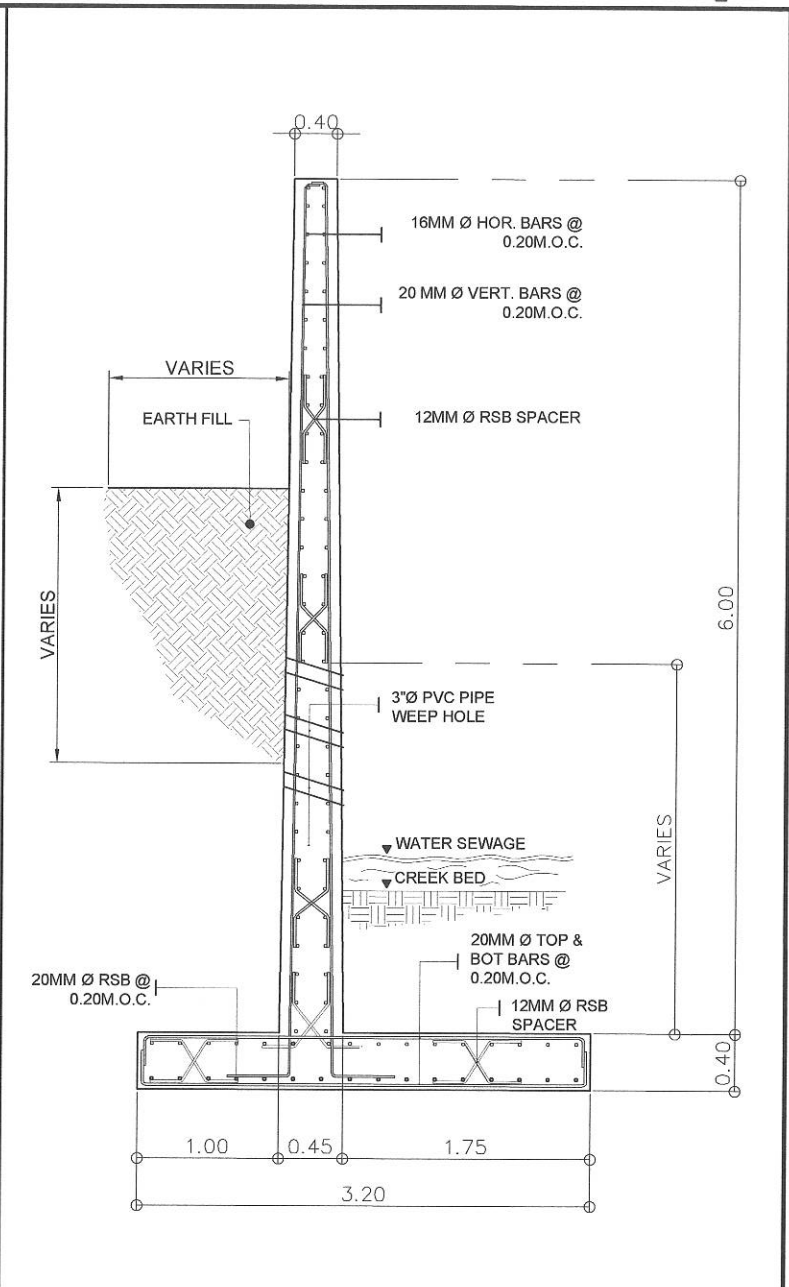 0.40
16MM Ø HOR. BARS @
0.20M.O.C.
20 MM Ø VERT. BARS @
0.20M.O.C.
VARIES
EARTH FILL
12MM Ø RSB SPACER
VARIES
6.00
3"Ø PVC PIPE
WEEP HOLE
VARIES
WATER SEWAGE
CREEK BED
20MM Ø TOP &
BOT BARS @
0.20M.O.C.
20MM Ø RSB @
0.20M.O.C.
12MM Ø RSB
SPACER
0.40
1.00
0.45
1.75
3.20